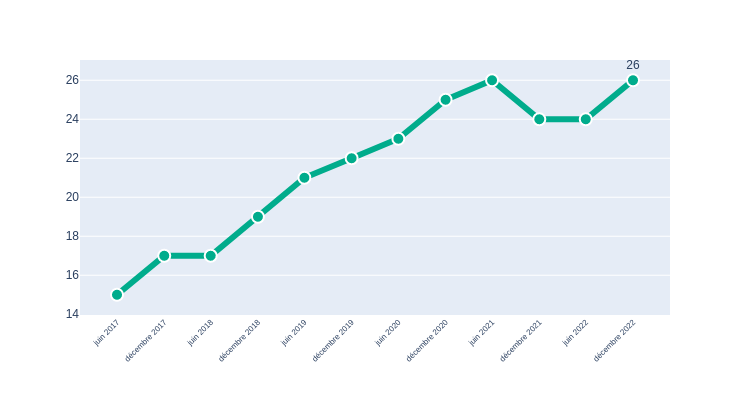 26
26
24
22
20
18
16
14
juin 2017
décembre 2017
juin 2018
décembre 2018
juin 2019
décembre 2019
juin 2020
décembre 2020
juin 2021
décembre 2021
juin 2022
décembre 2022